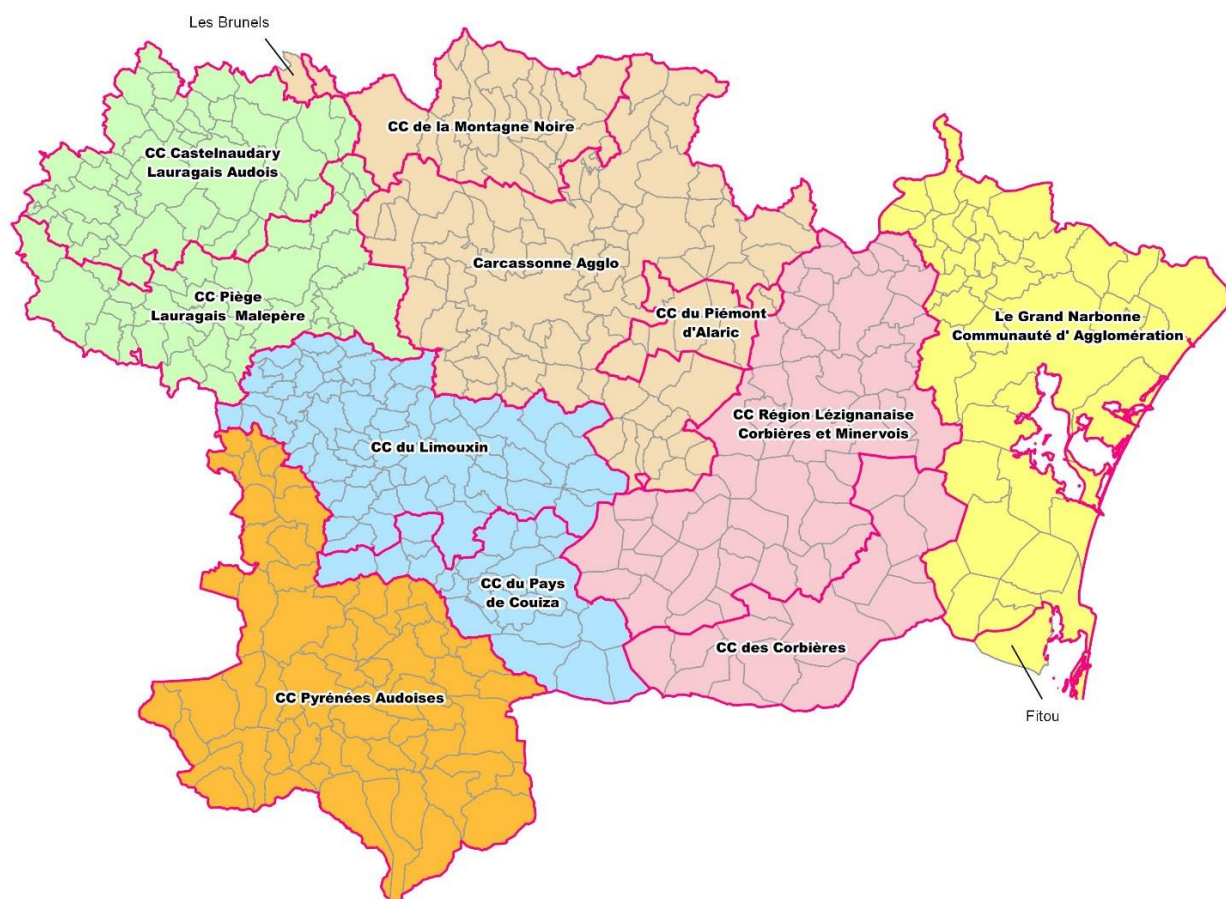 Les Brunels
CC de la Montagne Noire
CC Castelnaudary
Lauragais Audois
Carcassonne Agglo
CC Piège
Lauragais Malepère
CC du Piémont
d'Alaric
Le Grand Narbonne
Communauté d' Agglomération
CC Région Lézignanaise
Corbières et Minervois
CC du Limouxin
CC du Pays
de Couiza
CC des Corbières
CC Pyrénées Audoises
Fitou